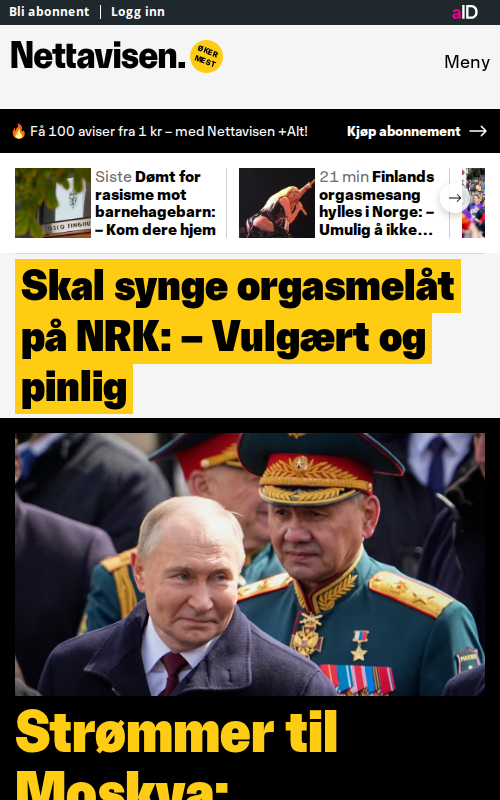 Bli abonnent
Logg inn
aID
Nettavisen.
ØKER
MEST
Meny
🔥 Få 100 aviser fra 1 kr – med Nettavisen +Alt!
Kjøp abonnement →
Siste Dømt for
rasisme mot
barnehagebarn:
– Kom dere hjem
21 min Finlands
orgasmesang
hylles i Norge: –
Umulig å ikke...
Skal synge orgasmelåt
på NRK: – Vulgært og
pinlig
Strømmer til
Moskva: